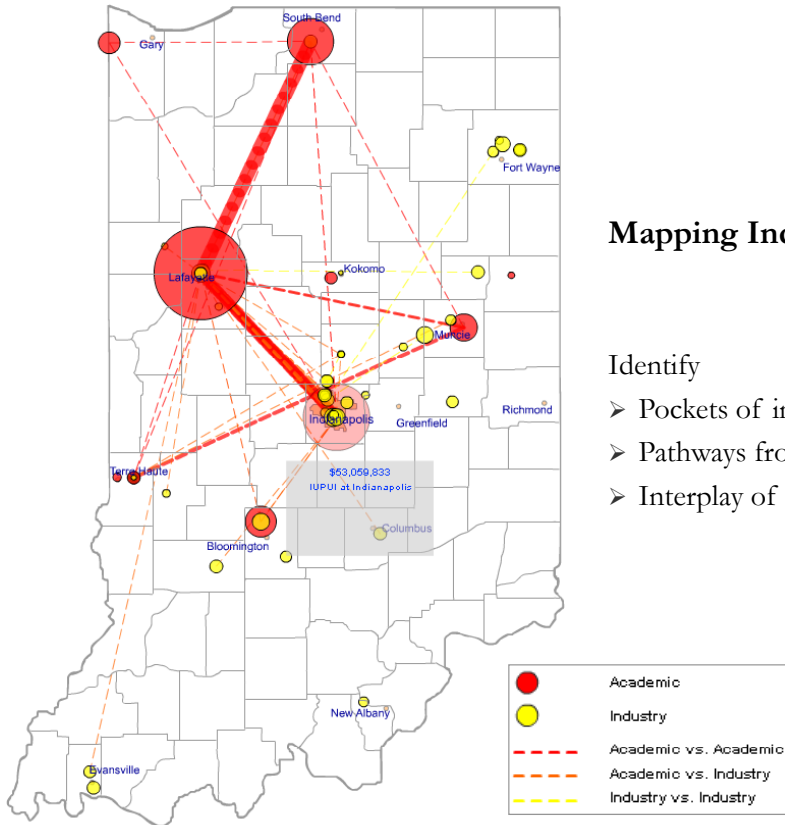 South Bend
Gary
Fort Wayne
Lafayette
Kokomo
Muncie
Indianapolis
Greenfield
Richmond
Terre Haute
$53,059,833
IUPUI at Indianapolis
Columbus
Bloomington
New Albany
Evansville
Mapping Ind
Identify
➢ Pockets of in
➢ Pathways fro
➢ Interplay of
Academic
Industry
Academic vs. Academic
Academic vs. Industry
Industry vs. Industry